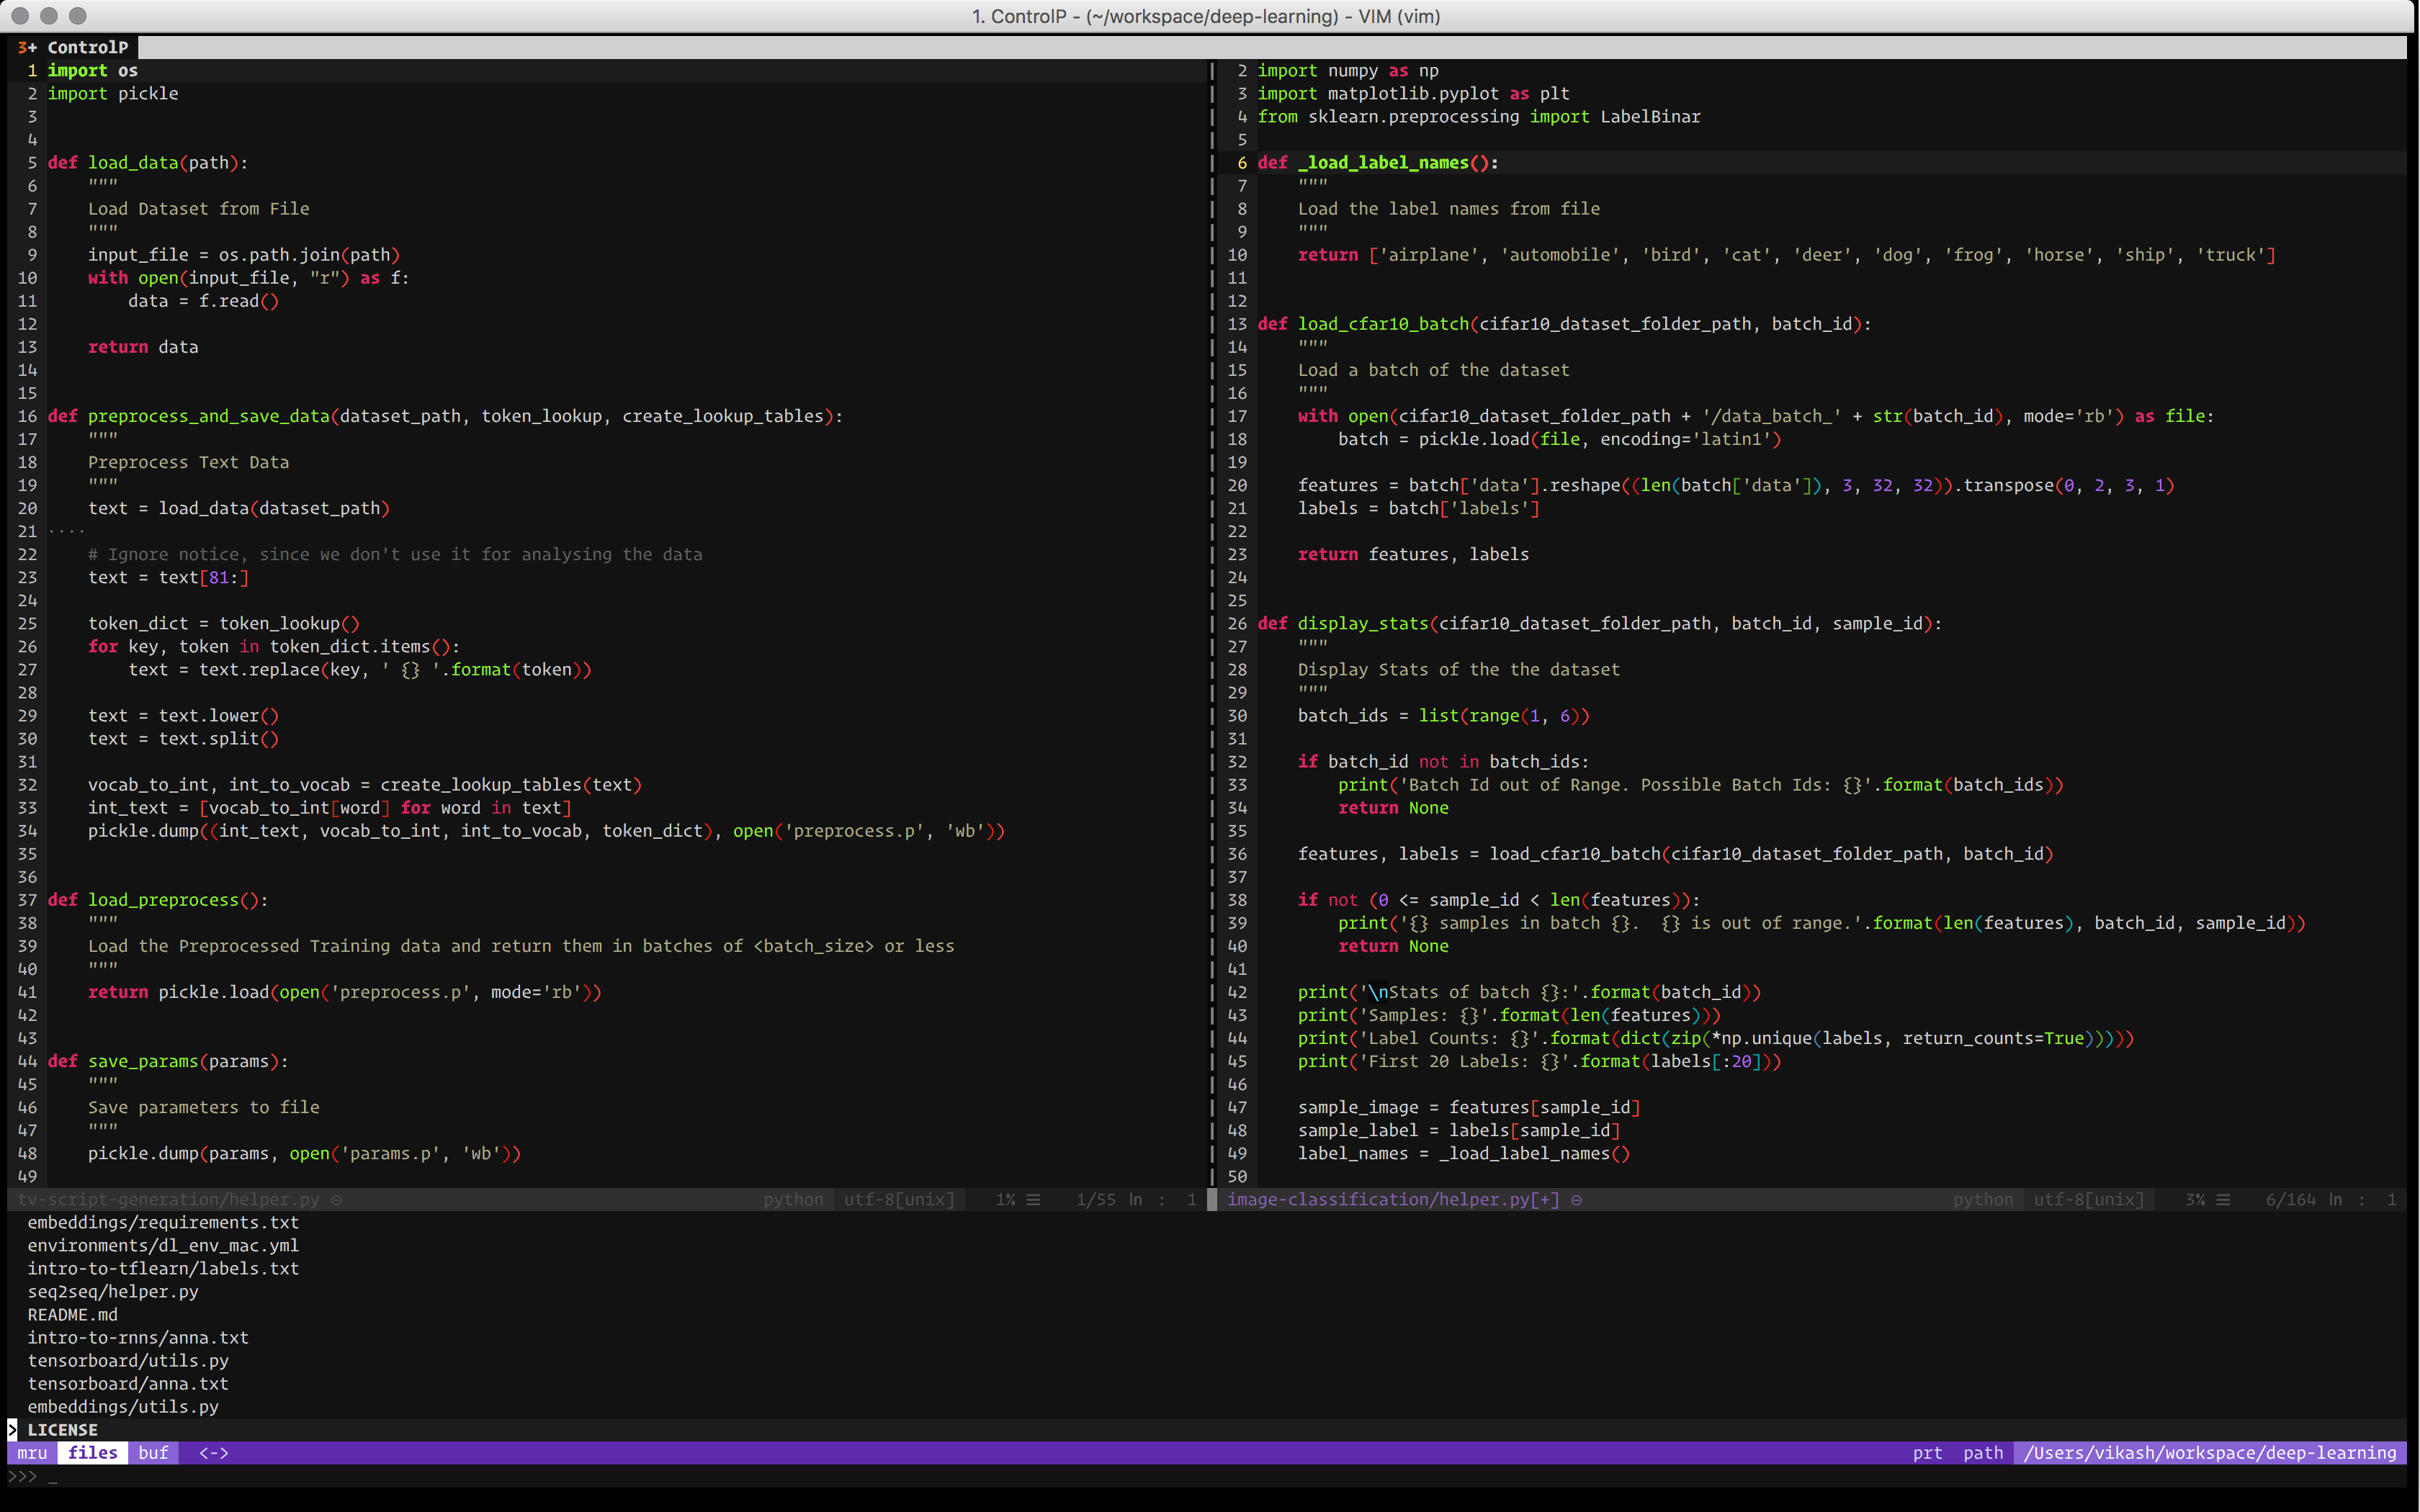 1. ControlP - (~/workspace/deep-learning) - VIM (vim)
3+ ControlP
1 import os
2 import pickle
3
4
5 def load_data(path):
6     """
7     Load Dataset from File
8     """
9     input_file = os.path.join(path)
10     with open(input_file, "r") as f:
11         data = f.read()
12
13     return data
14
15
16 def preprocess_and_save_data(dataset_path, token_lookup, create_lookup_tables):
17     """
18     Preprocess Text Data
19     """
20     text = load_data(dataset_path)
21 ····
22     # Ignore notice, since we don't use it for analysing the data
23     text = text[81:]
24
25     token_dict = token_lookup()
26     for key, token in token_dict.items():
27         text = text.replace(key, ' {} '.format(token))
28
29     text = text.lower()
30     text = text.split()
31
32     vocab_to_int, int_to_vocab = create_lookup_tables(text)
33     int_text = [vocab_to_int[word] for word in text]
34     pickle.dump((int_text, vocab_to_int, int_to_vocab, token_dict), open('preprocess.p', 'wb'))
35
36
37 def load_preprocess():
38     """
39     Load the Preprocessed Training data and return them in batches of <batch_size> or less
40     """
41     return pickle.load(open('preprocess.p', mode='rb'))
42
43
44 def save_params(params):
45     """
46     Save parameters to file
47     """
48     pickle.dump(params, open('params.p', 'wb'))
49
tv-script-generation/helper.py ⊖ python utf-8[unix] 1% ☰ 1/55 ln : 1
2 import numpy as np
3 import matplotlib.pyplot as plt
4 from sklearn.preprocessing import LabelBinar
5
6 def _load_label_names():
7     """
8     Load the label names from file
9     """
10     return ['airplane', 'automobile', 'bird', 'cat', 'deer', 'dog', 'frog', 'horse', 'ship', 'truck']
11
12
13 def load_cfar10_batch(cifar10_dataset_folder_path, batch_id):
14     """
15     Load a batch of the dataset
16     """
17     with open(cifar10_dataset_folder_path + '/data_batch_' + str(batch_id), mode='rb') as file:
18         batch = pickle.load(file, encoding='latin1')
19
20     features = batch['data'].reshape((len(batch['data']), 3, 32, 32)).transpose(0, 2, 3, 1)
21     labels = batch['labels']
22
23     return features, labels
24
25
26 def display_stats(cifar10_dataset_folder_path, batch_id, sample_id):
27     """
28     Display Stats of the the dataset
29     """
30     batch_ids = list(range(1, 6))
31
32     if batch_id not in batch_ids:
33         print('Batch Id out of Range. Possible Batch Ids: {}'.format(batch_ids))
34         return None
35
36     features, labels = load_cfar10_batch(cifar10_dataset_folder_path, batch_id)
37
38     if not (0 <= sample_id < len(features)):
39         print('{} samples in batch {}.  {} is out of range.'.format(len(features), batch_id, sample_id))
40         return None
41
42     print('\nStats of batch {}:'.format(batch_id))
43     print('Samples: {}'.format(len(features)))
44     print('Label Counts: {}'.format(dict(zip(*np.unique(labels, return_counts=True)))))
45     print('First 20 Labels: {}'.format(labels[:20]))
46
47     sample_image = features[sample_id]
48     sample_label = labels[sample_id]
49     label_names = _load_label_names()
50
image-classification/helper.py[+] ⊖ python utf-8[unix] 3% ☰ 6/164 ln : 1
embeddings/requirements.txt
environments/dl_env_mac.yml
intro-to-tflearn/labels.txt
seq2seq/helper.py
README.md
intro-to-rnns/anna.txt
tensorboard/utils.py
tensorboard/anna.txt
embeddings/utils.py
> LICENSE
mru files buf <-> prt path /Users/vikash/workspace/deep-learning
>>> _